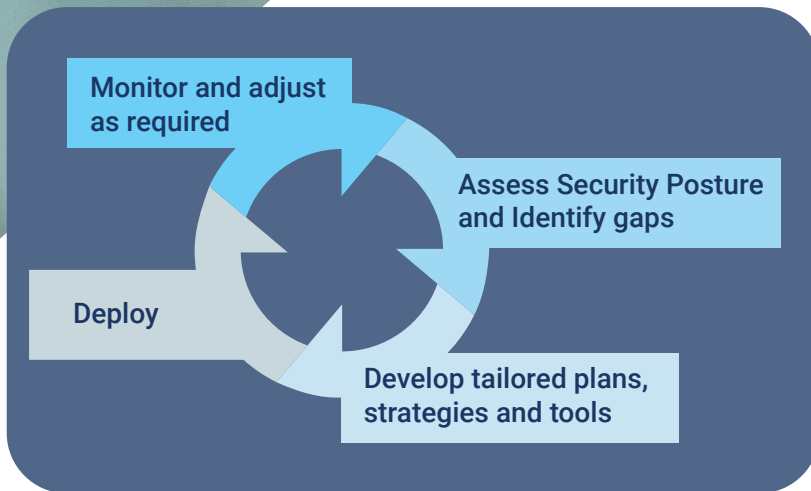 Monitor and adjust
as required
Assess Security Posture
and Identify gaps
Develop tailored plans,
strategies and tools
Deploy